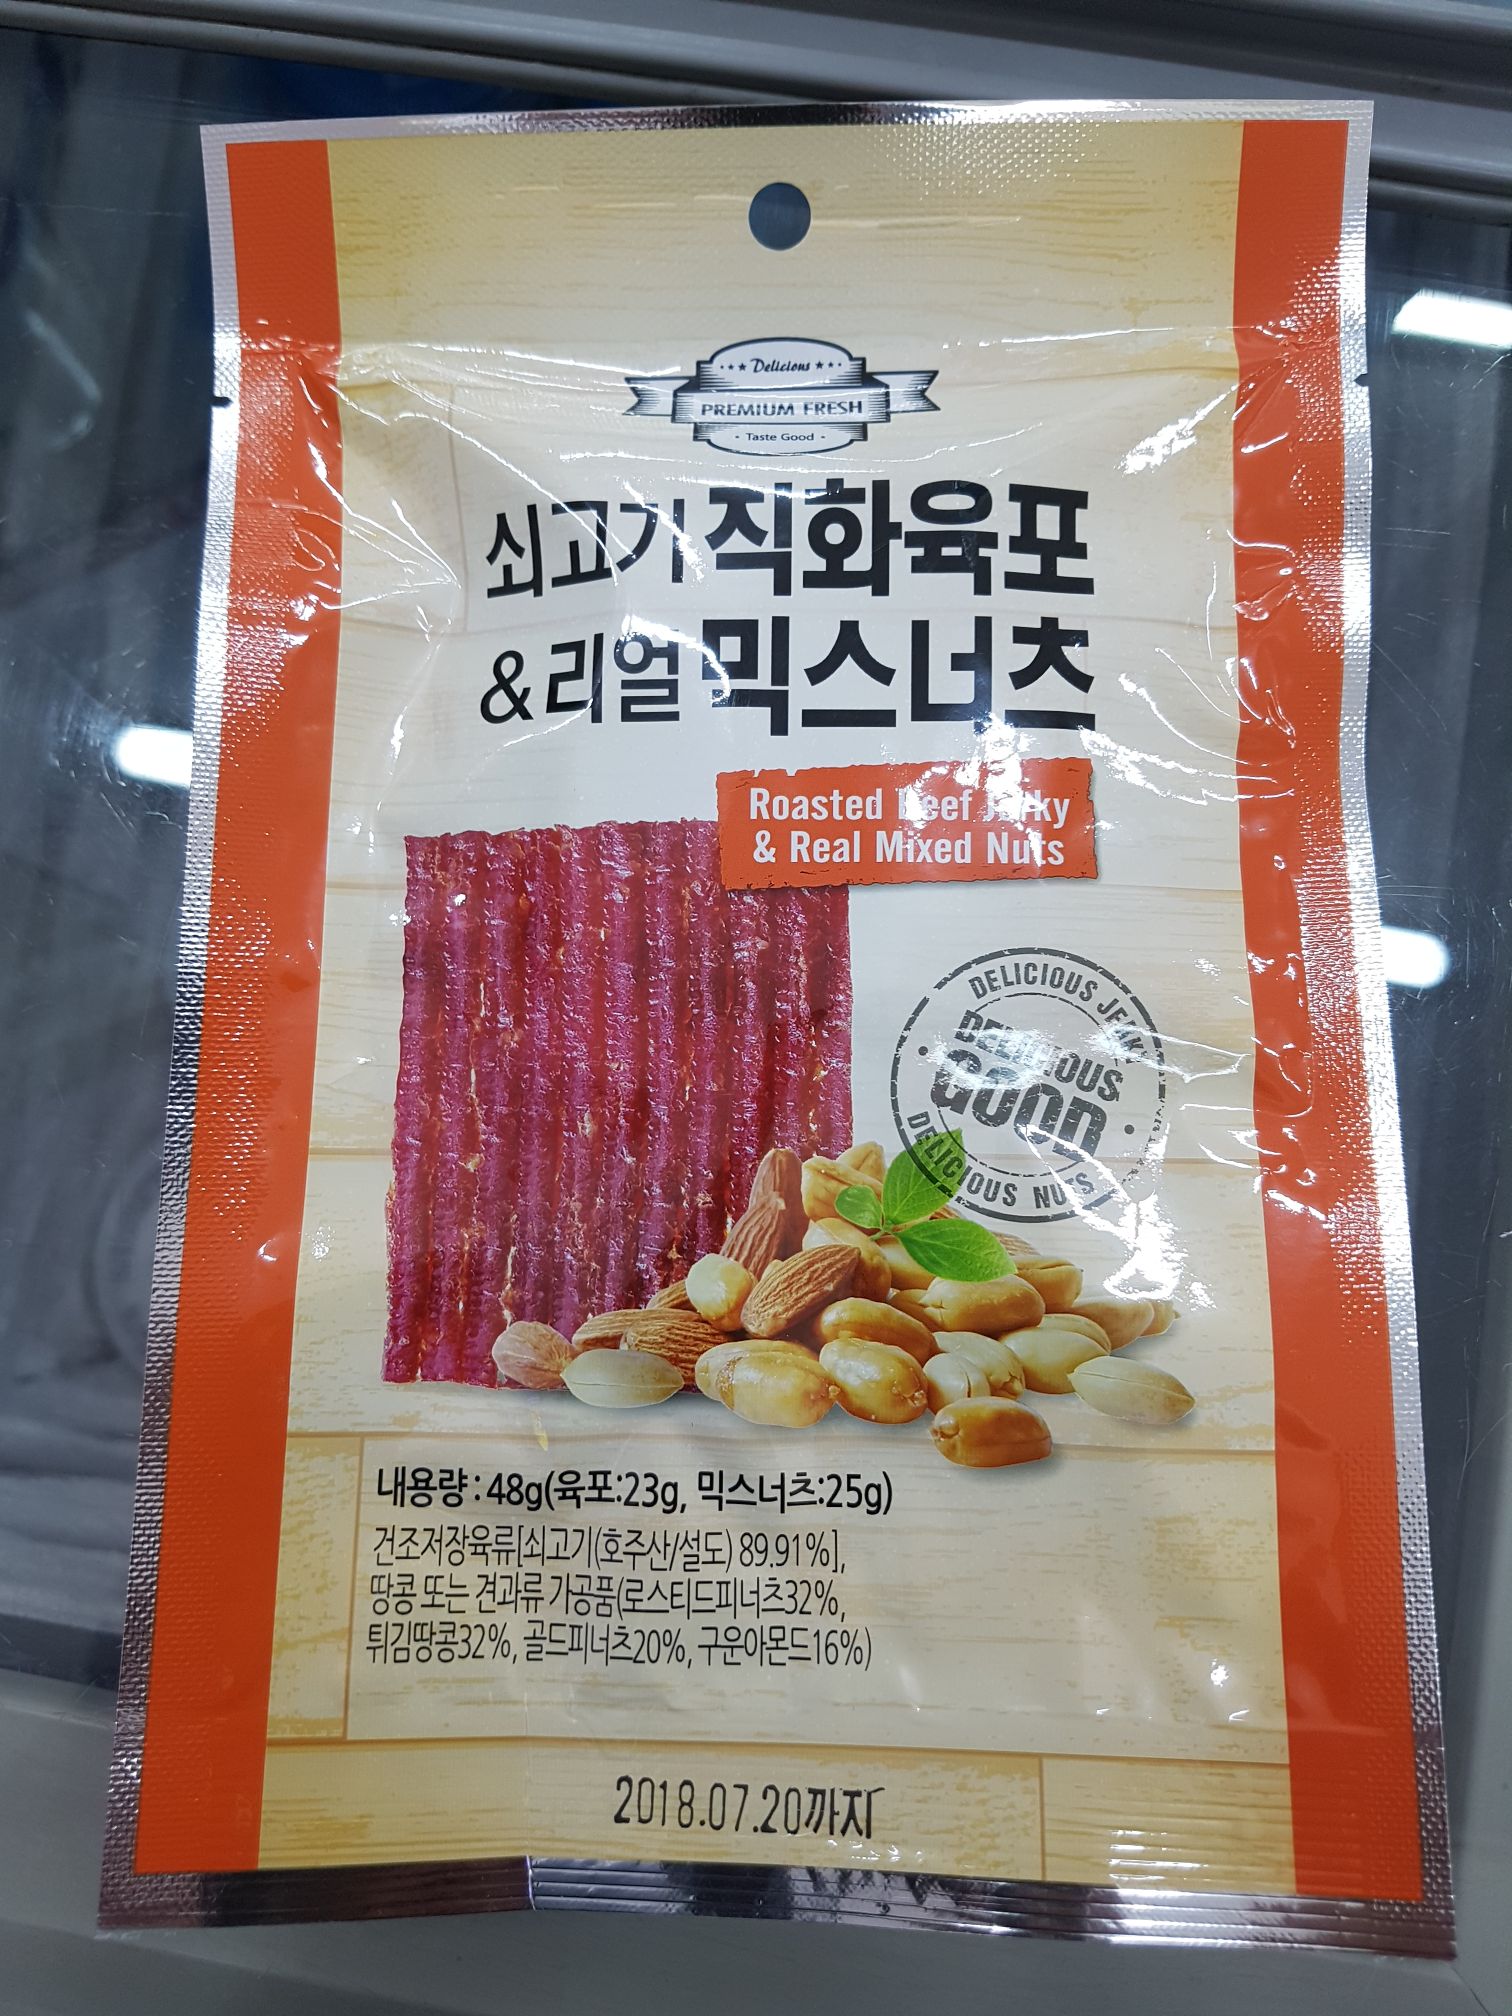 Delicious
PREMIUM FRESH
- Taste Good -
쇠고기 직화육포
& 리얼 믹스너츠
Roasted Beef Jerky
& Real Mixed Nuts
DELICIOUS JERKY
DELICIOUS
GOOD
DELICIOUS NUTS
내용량 : 48g(육포:23g, 믹스너츠:25g)
건조저장육류[쇠고기(호주산/설도) 89.91%],
땅콩 또는 견과류 가공품(로스티드피너츠32%,
튀김땅콩32%, 골드피너츠20%, 구운아몬드16%)
2018.07.20까지